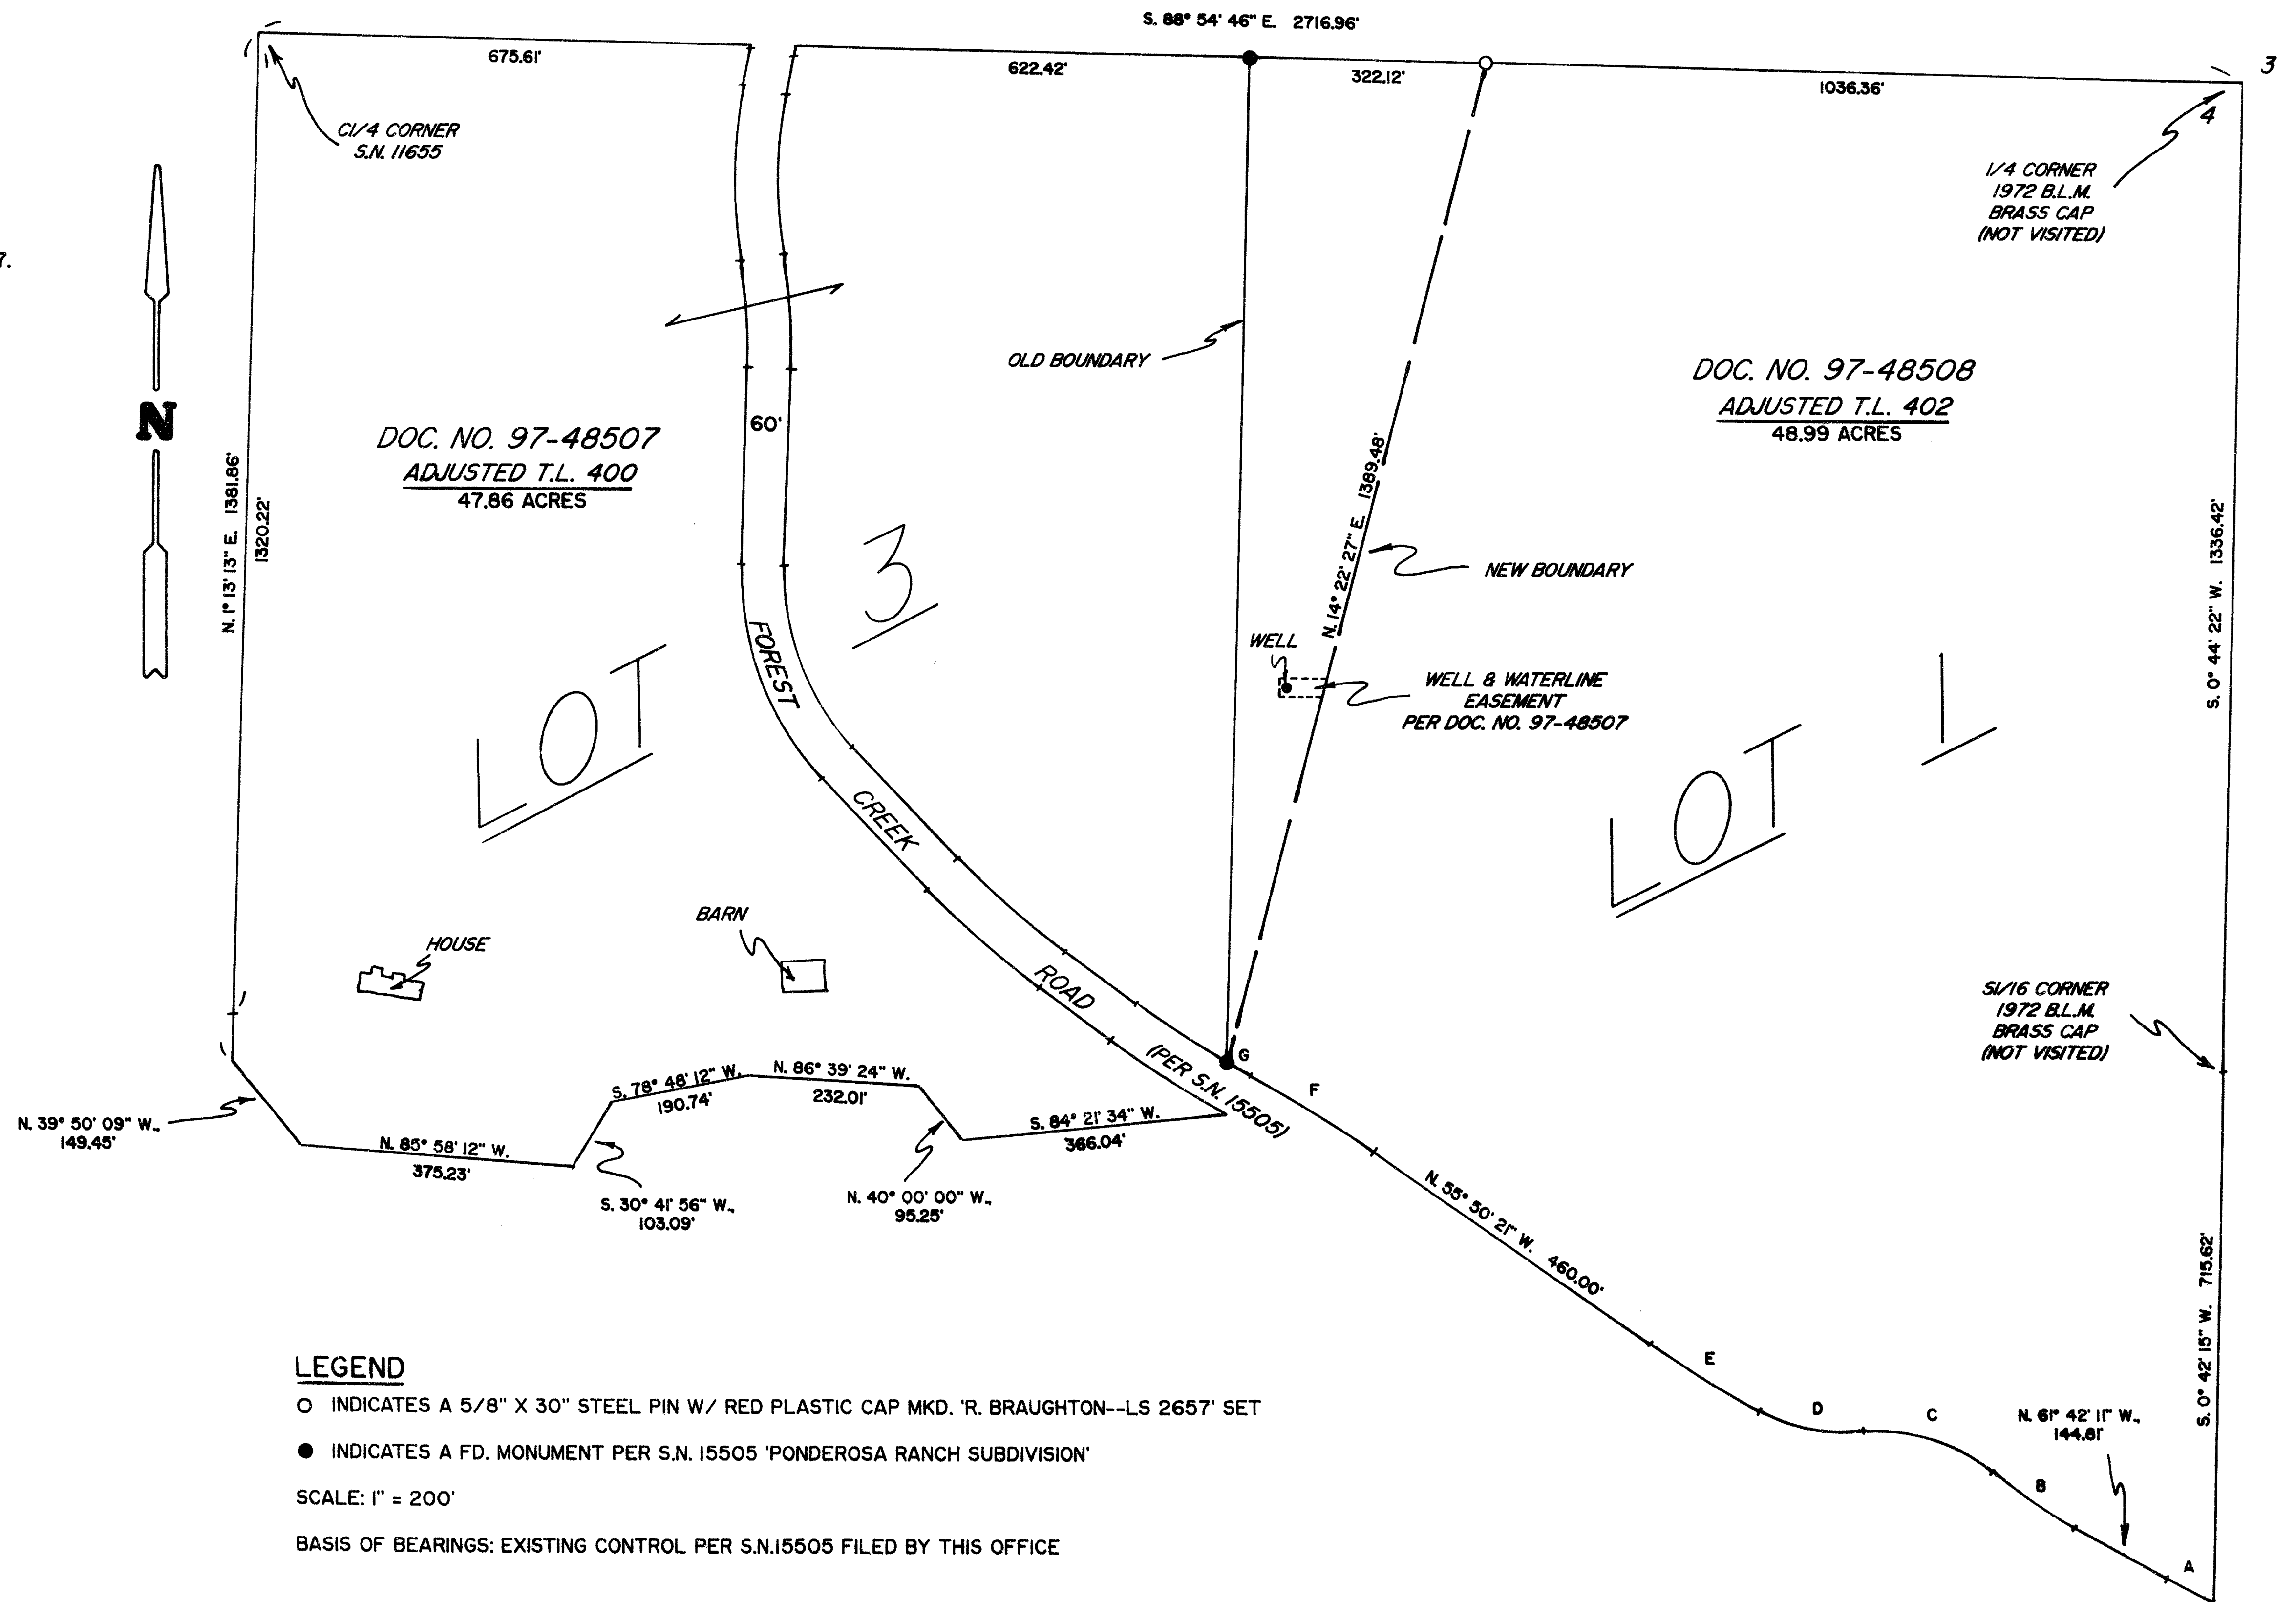 S. 88° 54' 46" E. 2716.96'
675.61'
622.42'
322.12'
1036.36'
3
4
C1/4 CORNER
S.N. 11655
1/4 CORNER
1972 B.L.M.
BRASS CAP
(NOT VISITED)
7.
N
OLD BOUNDARY
DOC. NO. 97-48507
ADJUSTED T.L. 400
47.86 ACRES
60'
DOC. NO. 97-48508
ADJUSTED T.L. 402
48.99 ACRES
N. 1° 13' 13" E. 1381.86'
1320.22'
N. 14° 22' 27" E. 1389.48'
NEW BOUNDARY
S. 0° 44' 22" W. 1336.42'
LOT 3
WELL
WELL & WATERLINE
EASEMENT
PER DOC. NO. 97-48507
LOT 1
FOREST CREEK ROAD
(PER S.N. 15505)
HOUSE
BARN
S1/16 CORNER
1972 B.L.M.
BRASS CAP
(NOT VISITED)
G
F
N. 39° 50' 09" W.,
149.45'
N. 85° 58' 12" W.
375.23'
S. 30° 41' 56" W.,
103.09'
S. 78° 48' 12" W.
190.74'
N. 86° 39' 24" W.
232.01'
N. 40° 00' 00" W.,
95.25'
S. 84° 21' 34" W.
366.04'
N. 55° 50' 21" W. 460.00'
S. 0° 42' 15" W. 715.62'
E
D
C
B
A
N. 61° 42' 11" W.,
144.81'
LEGEND
O INDICATES A 5/8" X 30" STEEL PIN W/ RED PLASTIC CAP MKD. 'R. BRAUGHTON--LS 2657' SET
● INDICATES A FD. MONUMENT PER S.N. 15505 'PONDEROSA RANCH SUBDIVISION'
SCALE: 1" = 200'
BASIS OF BEARINGS: EXISTING CONTROL PER S.N.15505 FILED BY THIS OFFICE